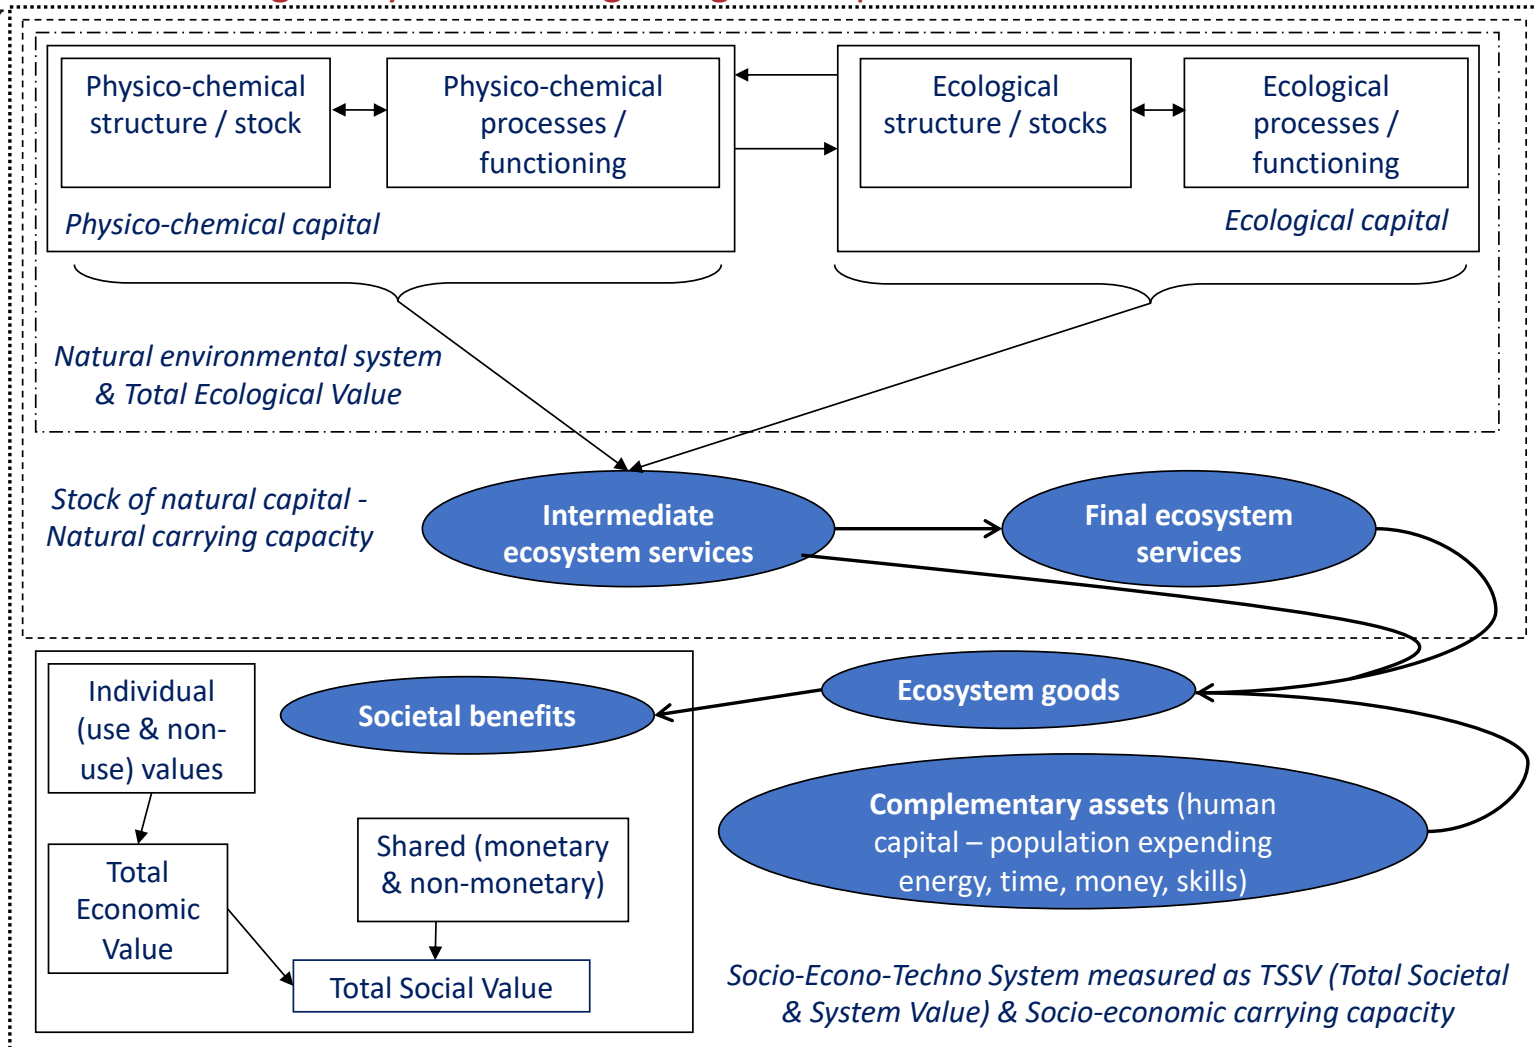 Physico-chemical
structure / stock
Physico-chemical
processes /
functioning
Ecological
structure / stocks
Ecological
processes /
functioning
Physico-chemical capital
Ecological capital
Natural environmental system
& Total Ecological Value
Stock of natural capital -
Natural carrying capacity
Intermediate
ecosystem services
Final ecosystem
services
Individual
(use & non-
use) values
Societal benefits
Ecosystem goods
Total
Economic
Value
Shared (monetary
& non-monetary)
Complementary assets (human
capital – population expending
energy, time, money, skills)
Total Social Value
Socio-Econo-Techno System measured as TSSV (Total Societal
& System Value) & Socio-economic carrying capacity